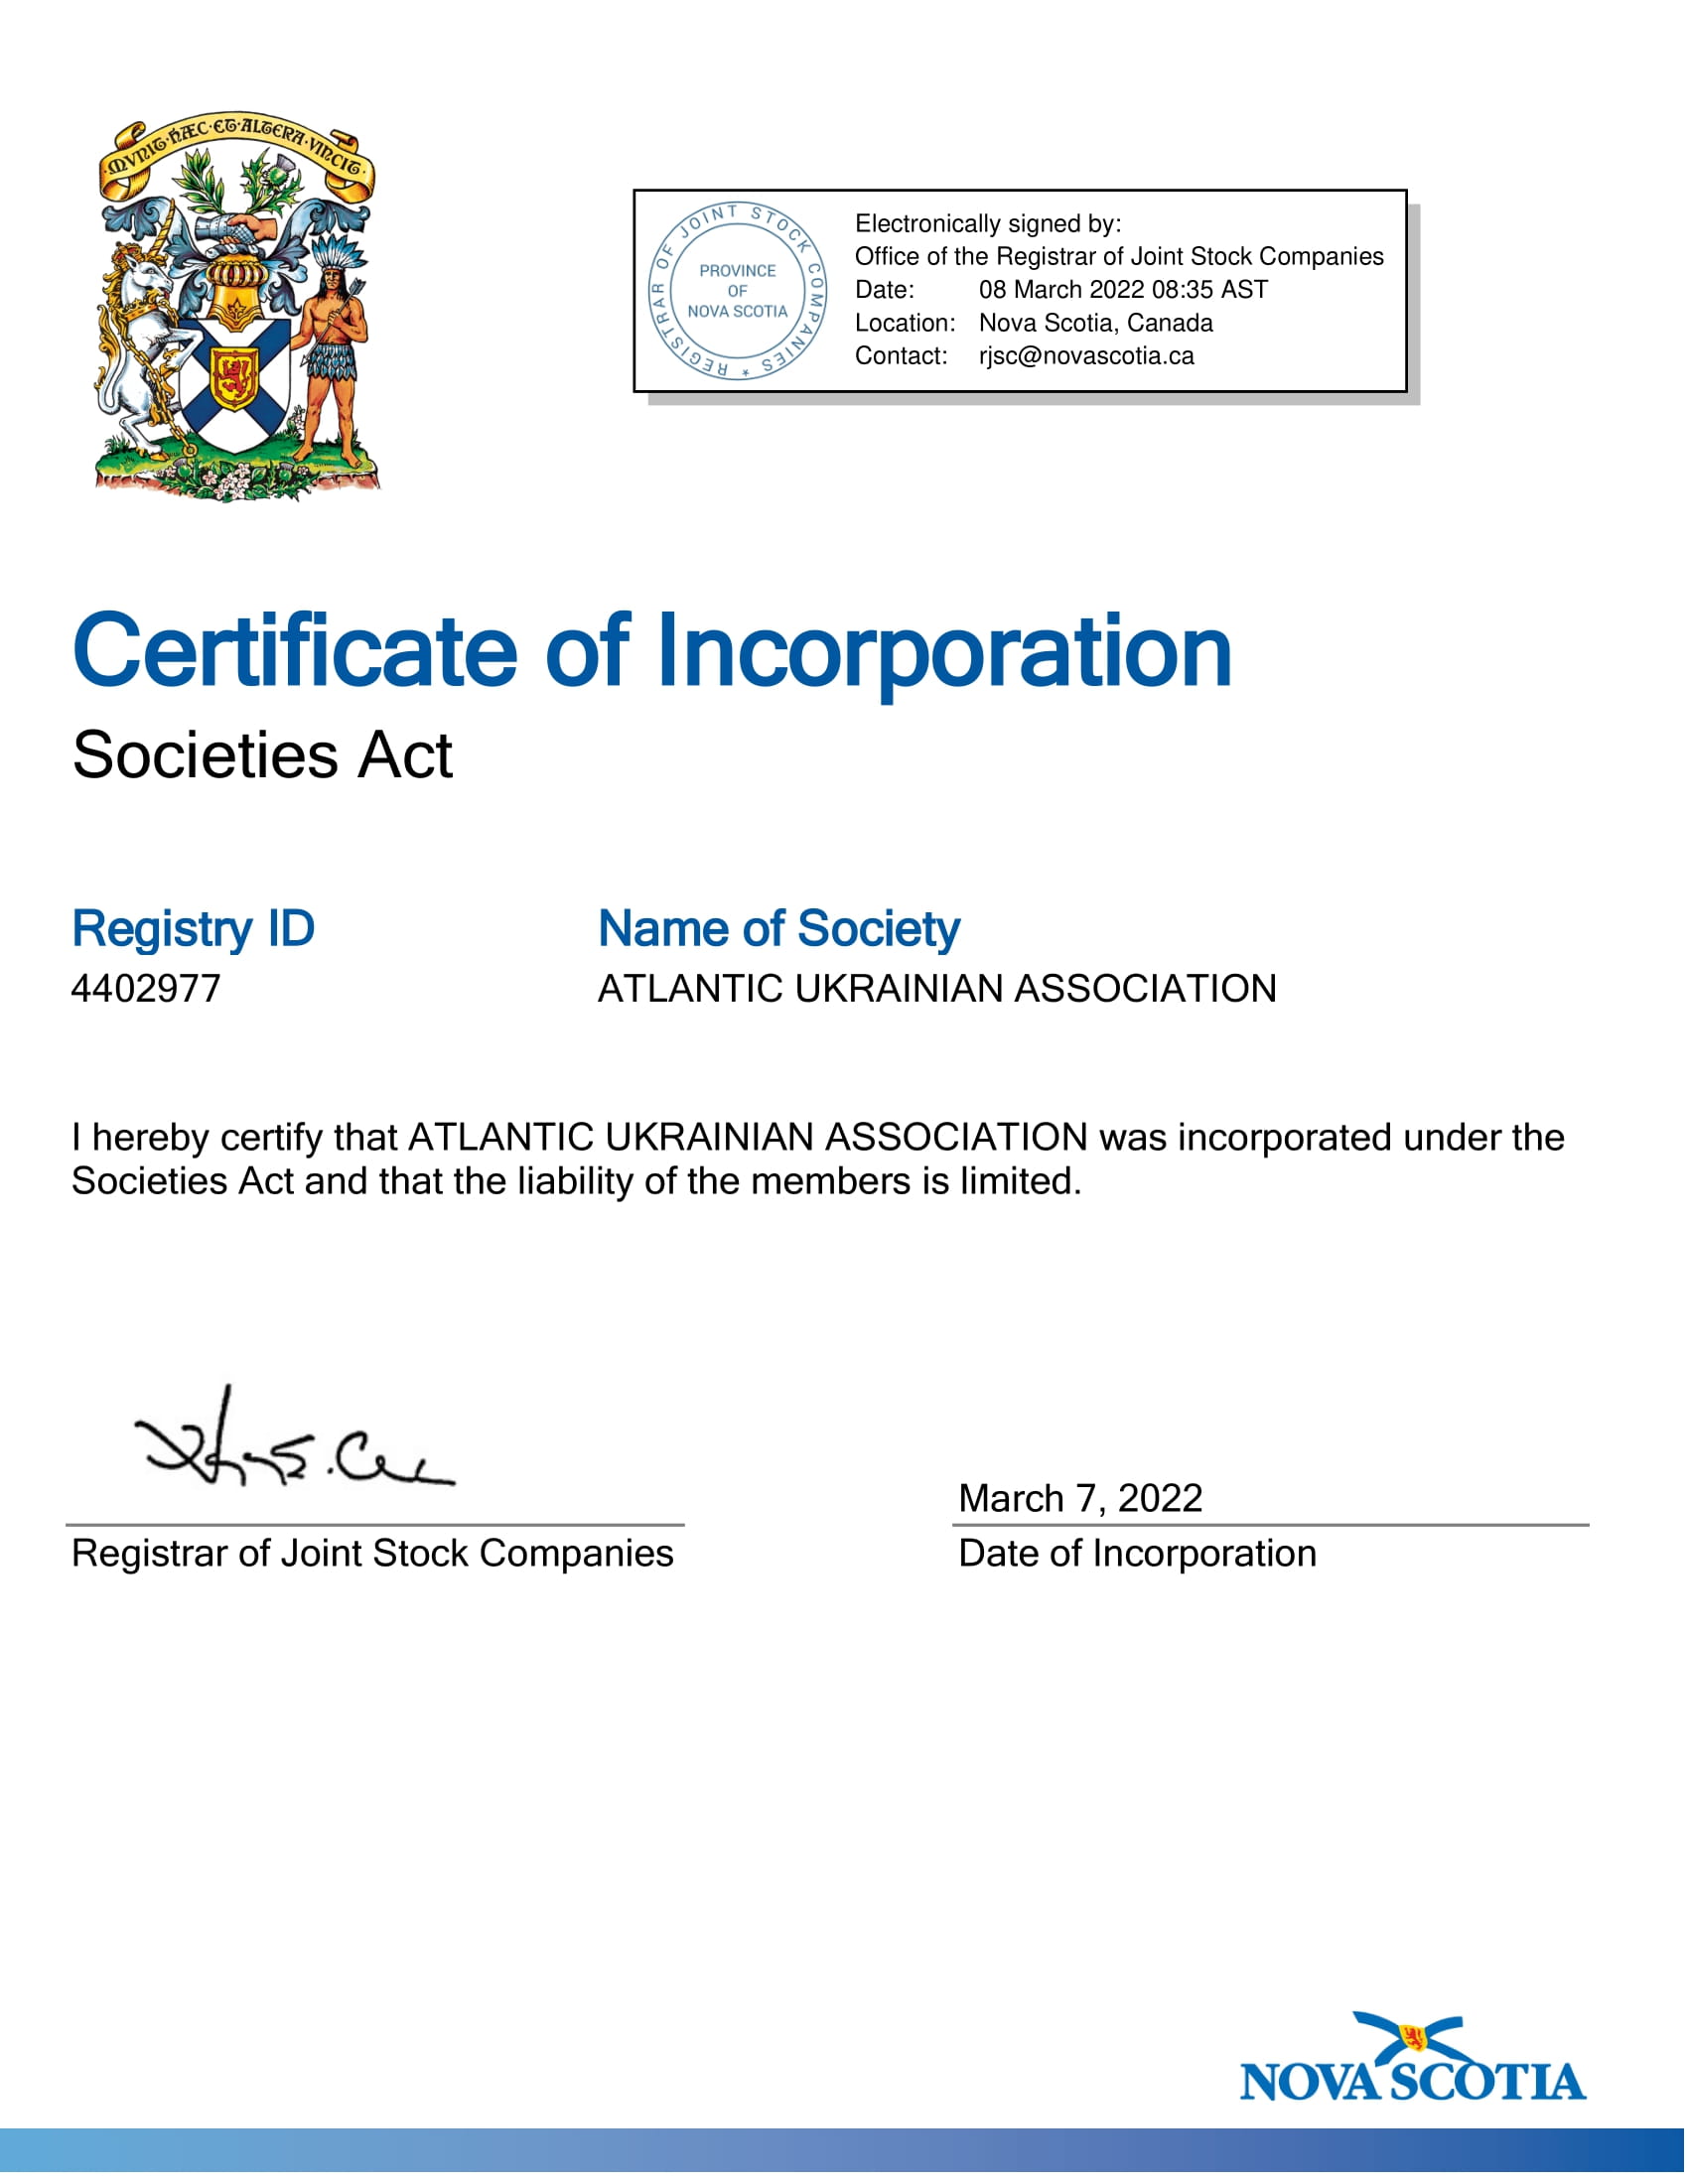 MVNIT·HÆC·ET·ALTERA·VINCIT
REGISTRAR OF JOINT STOCK COMPANIES *
PROVINCE
OF
NOVA SCOTIA
Electronically signed by:
Office of the Registrar of Joint Stock Companies
Date: 08 March 2022 08:35 AST
Location: Nova Scotia, Canada
Contact: rjsc@novascotia.ca
Certificate of Incorporation
Societies Act
Registry ID Name of Society
4402977 ATLANTIC UKRAINIAN ASSOCIATION
I hereby certify that ATLANTIC UKRAINIAN ASSOCIATION was incorporated under the
Societies Act and that the liability of the members is limited.
March 7, 2022
Registrar of Joint Stock Companies Date of Incorporation
NOVA SCOTIA